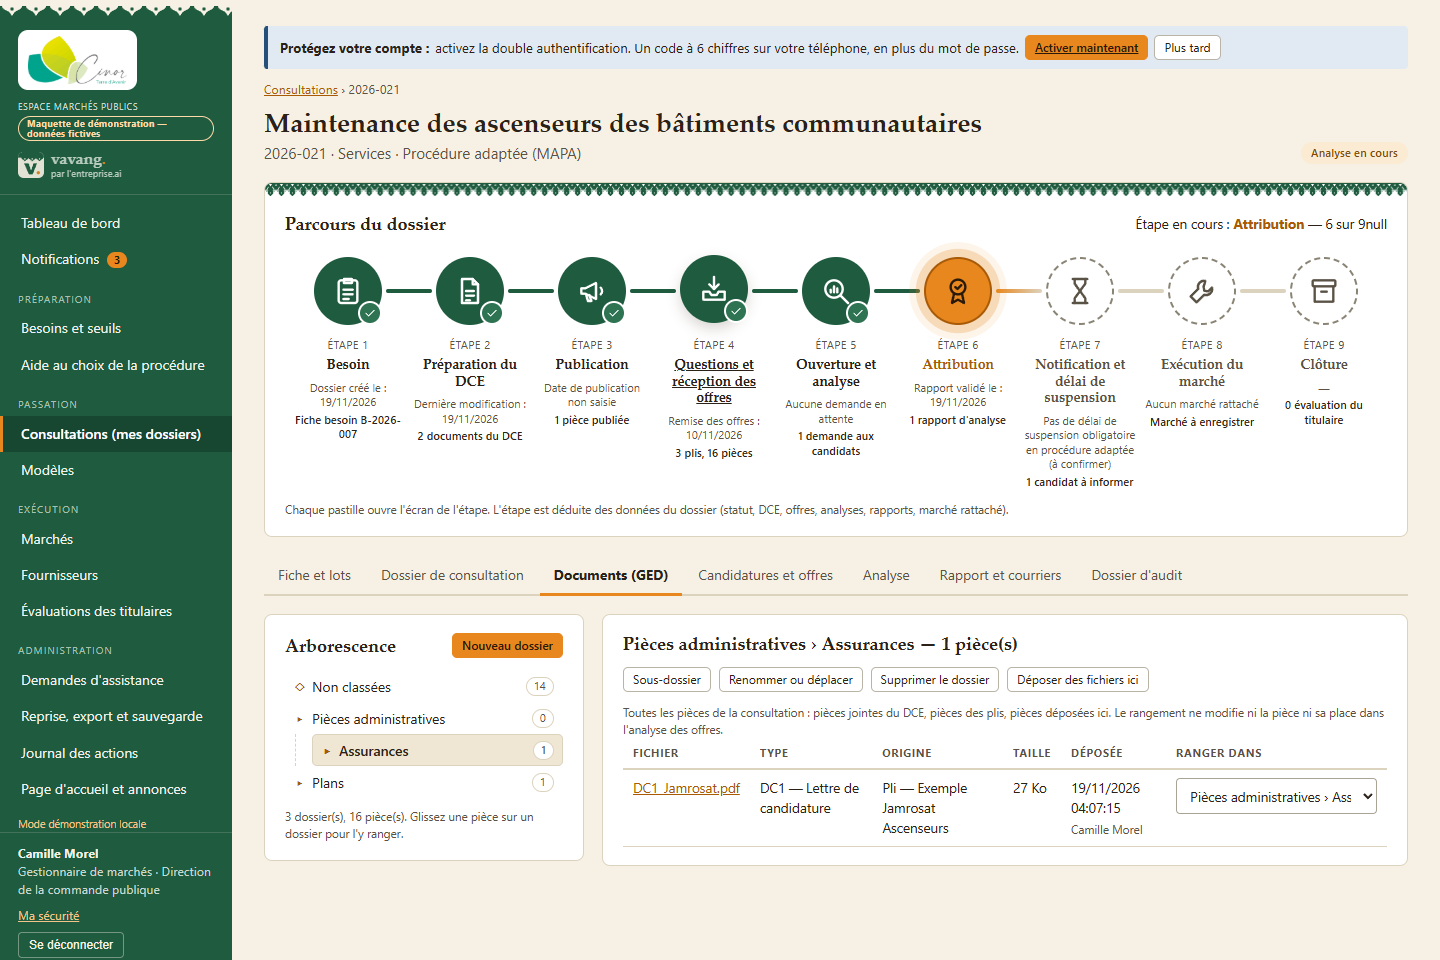 Cinor
Terre d'Avenir
ESPACE MARCHÉS PUBLICS
Maquette de démonstration —
données fictives
vavang.
par l'entreprise.ai
Tableau de bord
Notifications 3
PRÉPARATION
Besoins et seuils
Aide au choix de la procédure
PASSATION
Consultations (mes dossiers)
Modèles
EXÉCUTION
Marchés
Fournisseurs
Évaluations des titulaires
ADMINISTRATION
Demandes d'assistance
Reprise, export et sauvegarde
Journal des actions
Page d'accueil et annonces
Mode démonstration locale
Camille Morel
Gestionnaire de marchés · Direction
de la commande publique
Ma sécurité
Se déconnecter
Protégez votre compte : activez la double authentification. Un code à 6 chiffres sur votre téléphone, en plus du mot de passe. Activer maintenant Plus tard
Consultations › 2026-021
Maintenance des ascenseurs des bâtiments communautaires
2026-021 · Services · Procédure adaptée (MAPA)
Analyse en cours
Parcours du dossier
Étape en cours : Attribution — 6 sur 9null
ÉTAPE 1
Besoin
Dossier créé le :
19/11/2026
Fiche besoin B-2026-
007
ÉTAPE 2
Préparation du
DCE
Dernière modification :
19/11/2026
2 documents du DCE
ÉTAPE 3
Publication
Date de publication
non saisie
1 pièce publiée
ÉTAPE 4
Questions et
réception des
offres
Remise des offres :
10/11/2026
3 plis, 16 pièces
ÉTAPE 5
Ouverture et
analyse
Aucune demande en
attente
1 demande aux
candidats
ÉTAPE 6
Attribution
Rapport validé le :
19/11/2026
1 rapport d'analyse
ÉTAPE 7
Notification et
délai de
suspension
Pas de délai de
suspension obligatoire
en procédure adaptée
(à confirmer)
1 candidat à informer
ÉTAPE 8
Exécution du
marché
Aucun marché rattaché
Marché à enregistrer
ÉTAPE 9
Clôture
—
0 évaluation du
titulaire
Chaque pastille ouvre l'écran de l'étape. L'étape est déduite des données du dossier (statut, DCE, offres, analyses, rapports, marché rattaché).
Fiche et lots Dossier de consultation Documents (GED) Candidatures et offres Analyse Rapport et courriers Dossier d'audit
Arborescence
Nouveau dossier
Non classées 14
Pièces administratives 0
Assurances 1
Plans 1
3 dossier(s), 16 pièce(s). Glissez une pièce sur un
dossier pour l'y ranger.
Pièces administratives › Assurances — 1 pièce(s)
Sous-dossier Renommer ou déplacer Supprimer le dossier Déposer des fichiers ici
Toutes les pièces de la consultation : pièces jointes du DCE, pièces des plis, pièces déposées ici. Le rangement ne modifie ni la pièce ni sa place dans
l'analyse des offres.
FICHIER TYPE ORIGINE TAILLE DÉPOSÉE RANGER DANS
DC1_Jamrosat.pdf
DC1 — Lettre de
candidature
Pli — Exemple
Jamrosat
Ascenseurs
27 Ko
19/11/2026
04:07:15
Camille Morel
Pièces administratives › Ass